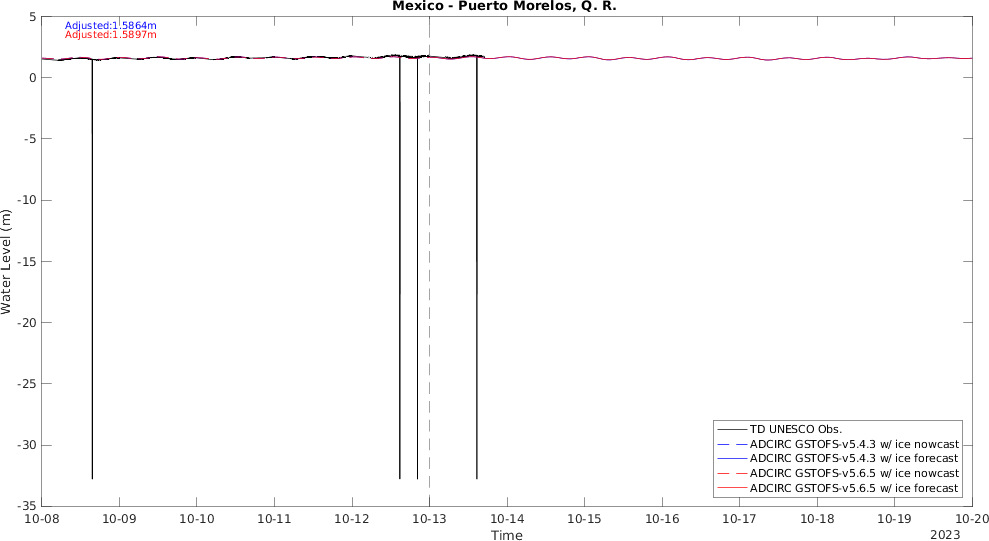 Mexico - Puerto Morelos, Q. R.
Adjusted:1.5864m
Adjusted:1.5897m
5
0
-5
-10
-15
-20
-25
-30
-35
Water Level (m)
TD UNESCO Obs.
ADCIRC GSTOFS-v5.4.3 w/ ice nowcast
ADCIRC GSTOFS-v5.4.3 w/ ice forecast
ADCIRC GSTOFS-v5.6.5 w/ ice nowcast
ADCIRC GSTOFS-v5.6.5 w/ ice forecast
10-08 10-09 10-10 10-11 10-12 10-13 10-14 10-15 10-16 10-17 10-18 10-19 10-20
Time
2023